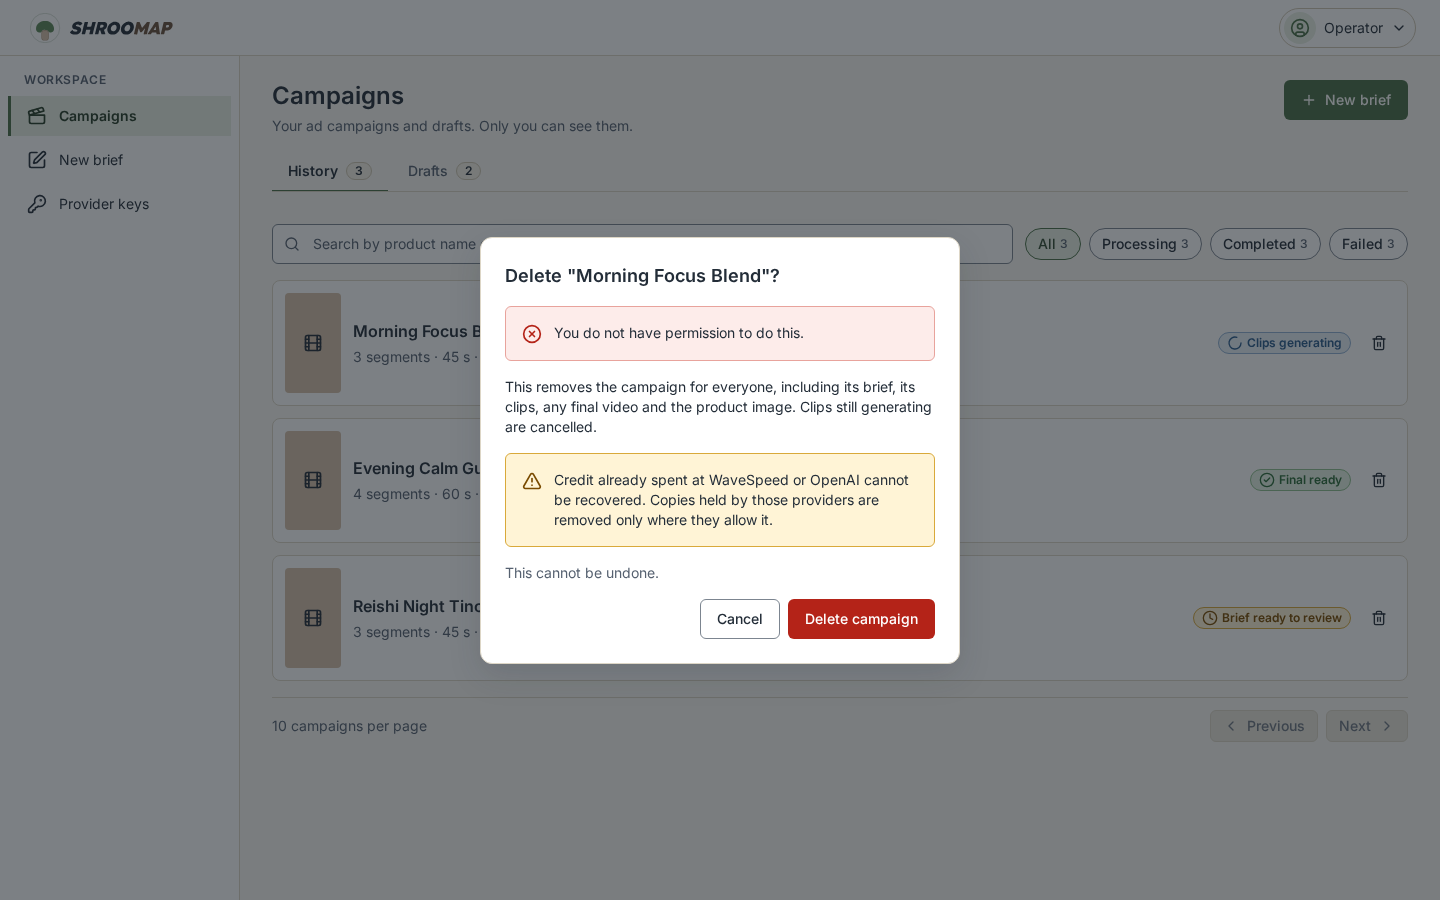 SHROOMAP
Operator
WORKSPACE
Campaigns
New brief
Provider keys
Campaigns
Your ad campaigns and drafts. Only you can see them.
New brief
History 3
Drafts 2
Search by product name
All 3
Processing 3
Completed 3
Failed 3
Morning Focus B
3 segments · 45 s ·
Clips generating
Evening Calm Gu
4 segments · 60 s ·
Final ready
Reishi Night Tinc
3 segments · 45 s ·
Brief ready to review
10 campaigns per page
Previous
Next
Delete "Morning Focus Blend"?
You do not have permission to do this.
This removes the campaign for everyone, including its brief, its
clips, any final video and the product image. Clips still generating
are cancelled.
Credit already spent at WaveSpeed or OpenAI cannot
be recovered. Copies held by those providers are
removed only where they allow it.
This cannot be undone.
Cancel
Delete campaign